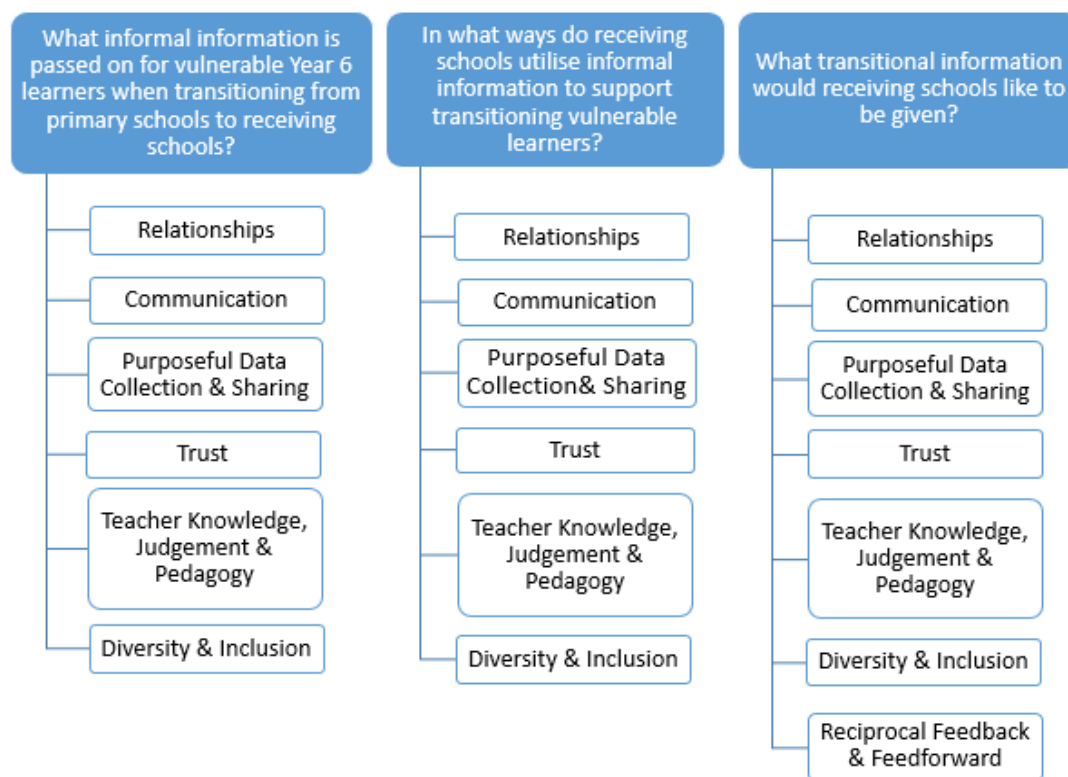 What informal information is
passed on for vulnerable Year 6
learners when transitioning from
primary schools to receiving
schools?
Relationships
Communication
Purposeful Data
Collection & Sharing
Trust
Teacher Knowledge,
Judgement &
Pedagogy
Diversity & Inclusion
In what ways do receiving
schools utilise informal
information to support
transitioning vulnerable
learners?
Relationships
Communication
Purposeful Data
Collection& Sharing
Trust
Teacher Knowledge,
Judgement &
Pedagogy
Diversity & Inclusion
What transitional information
would receiving schools like to
be given?
Relationships
Communication
Purposeful Data
Collection & Sharing
Trust
Teacher Knowledge,
Judgement &
Pedagogy
Diversity & Inclusion
Reciprocal Feedback
& Feedforward